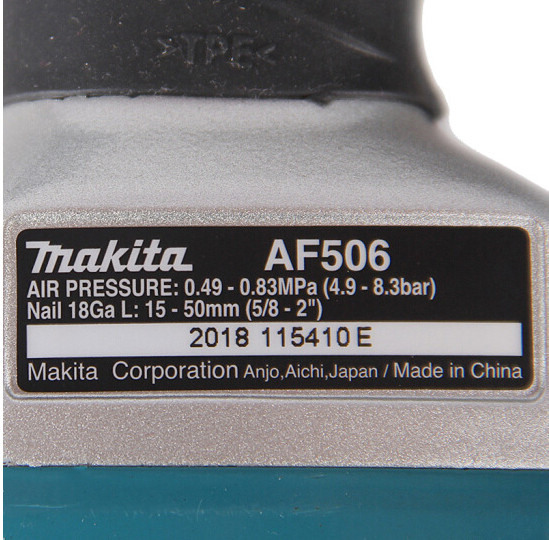 >TPE<
makita AF506
AIR PRESSURE: 0.49 - 0.83MPa (4.9 - 8.3bar)
Nail 18Ga L: 15 - 50mm (5/8 - 2")
2018 115410 E
Makita Corporation Anjo,Aichi,Japan / Made in China